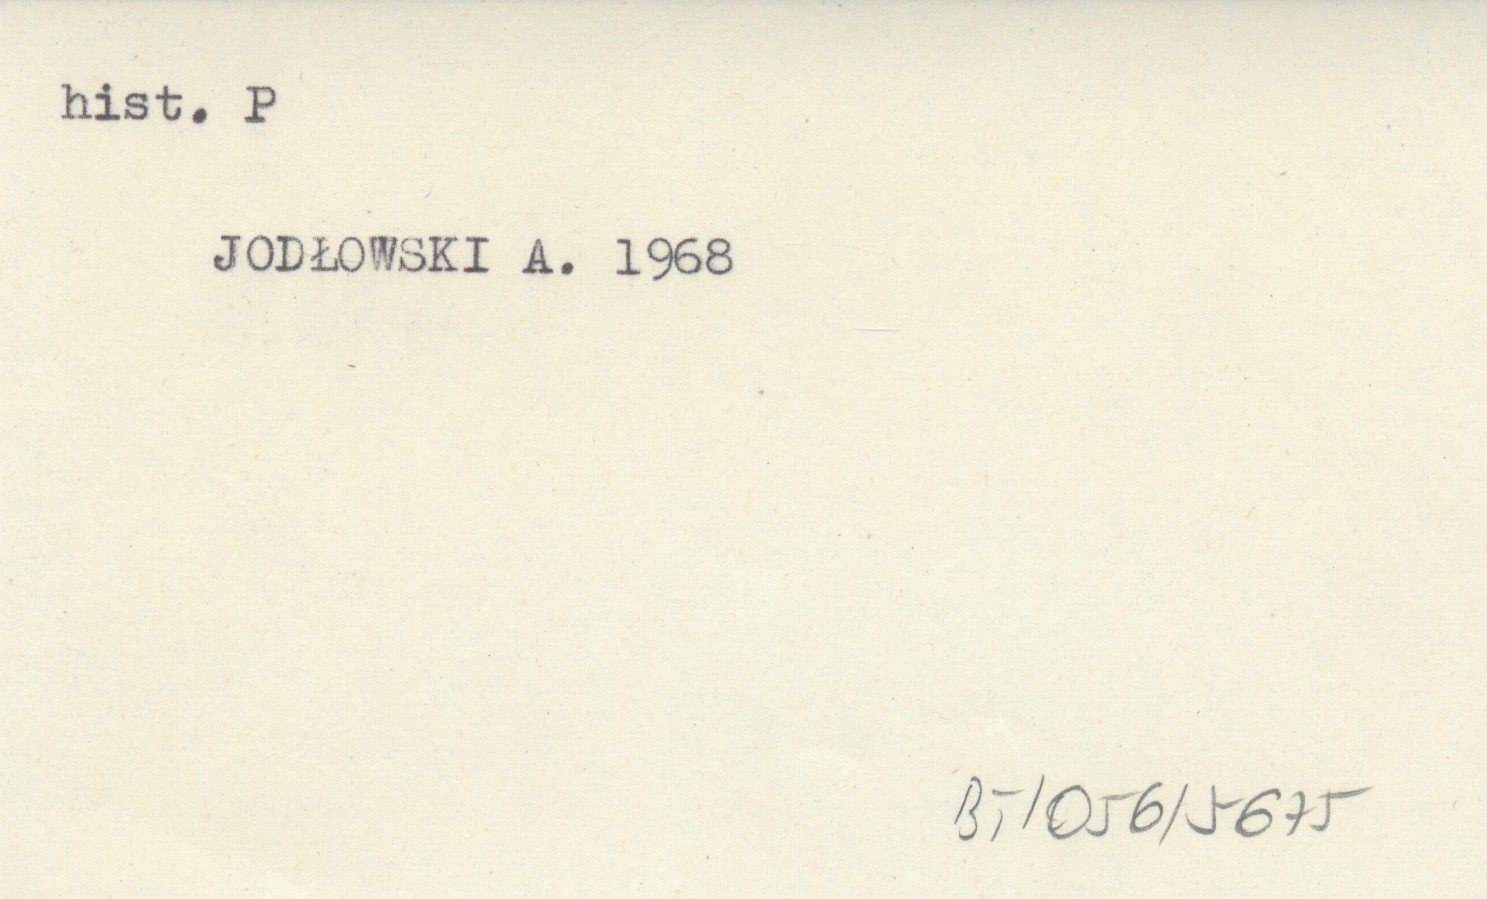 hist. P
JODŁOWSKI A. 1968
BT/056/5675